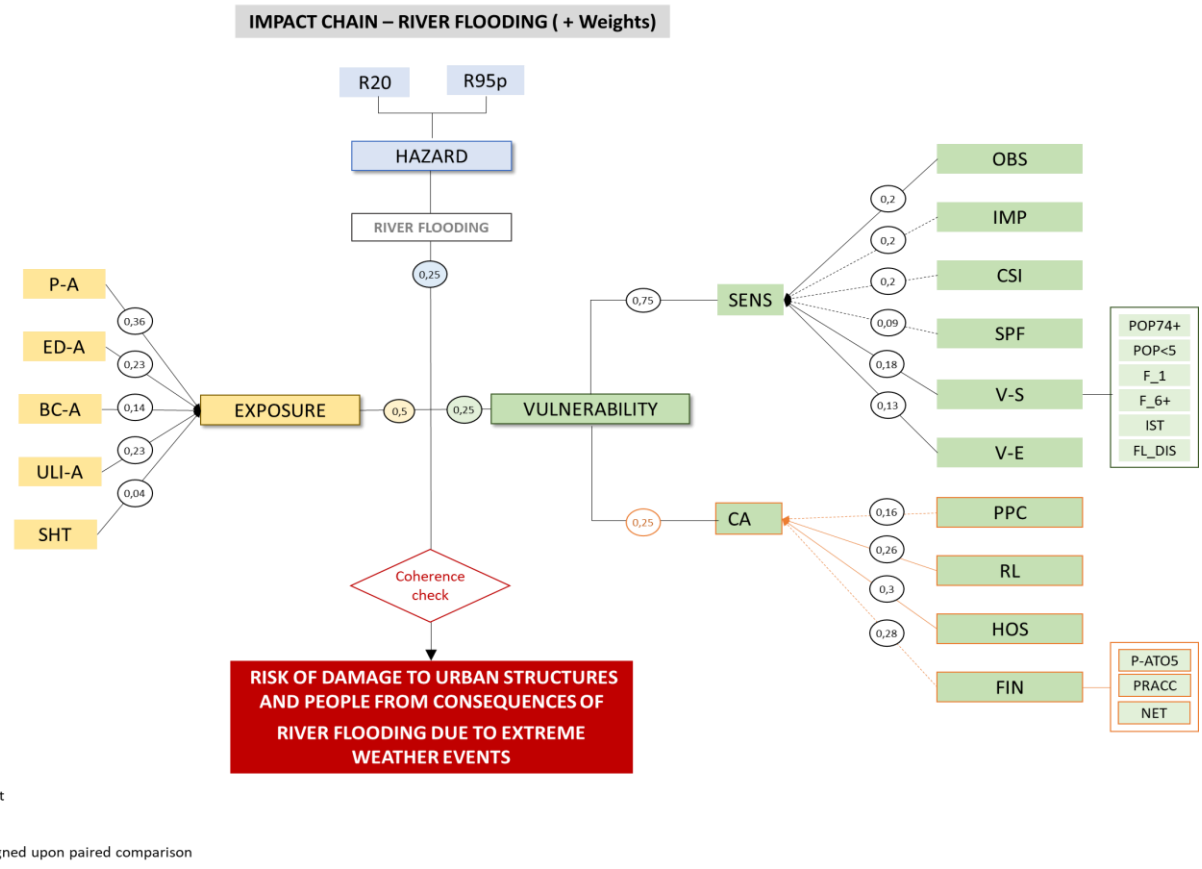 IMPACT CHAIN – RIVER FLOODING ( + Weights)
R20
R95p
HAZARD
RIVER FLOODING
0,25
P-A
ED-A
BC-A
ULI-A
SHT
0,36
0,23
0,14
0,23
0,04
EXPOSURE
0,5
0,25
VULNERABILITY
0,75
SENS
0,2
0,2
0,2
0,09
0,18
0,13
OBS
IMP
CSI
SPF
V-S
V-E
POP74+
POP<5
F_1
F_6+
IST
FL_DIS
0,25
CA
0,16
0,26
0,3
0,28
PPC
RL
HOS
FIN
P-ATO5
PRACC
NET
Coherence
check
RISK OF DAMAGE TO URBAN STRUCTURES
AND PEOPLE FROM CONSEQUENCES OF
RIVER FLOODING DUE TO EXTREME
WEATHER EVENTS
t
gned upon paired comparison